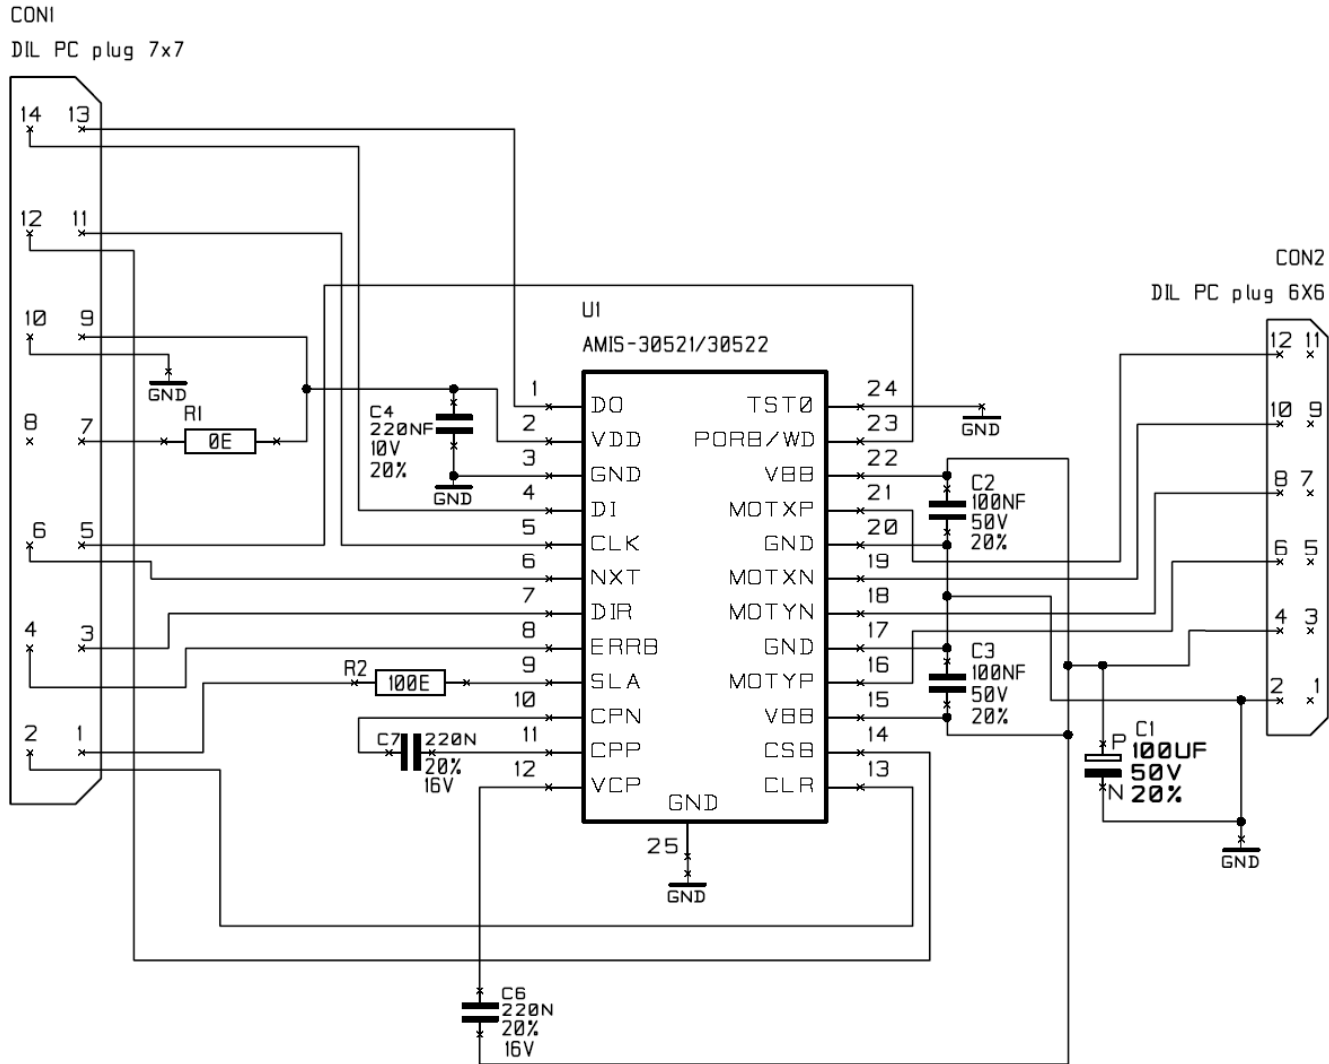 CON1
DIL PC plug 7x7
14 13
12 11
10 9
8 7
6 5
4 3
2 1
GND
R1
0E
C4
220NF
10V
20%
GND
R2
100E
C7
220N
20%
16V
U1
AMIS-30521/30522
1 DO
2 VDD
3 GND
4 DI
5 CLK
6 NXT
7 DIR
8 ERRB
9 SLA
10 CPN
11 CPP
12 VCP
TST0 24
PORB/WD 23
VBB 22
MOTXP 21
GND 20
MOTXN 19
MOTYN 18
GND 17
MOTYP 16
VBB 15
CSB 14
CLR 13
GND
25
GND
GND
C2
100NF
50V
20%
C3
100NF
50V
20%
P C1
100UF
50V
N 20%
GND
C6
220N
20%
16V
CON2
DIL PC plug 6X6
12 11
10 9
8 7
6 5
4 3
2 1